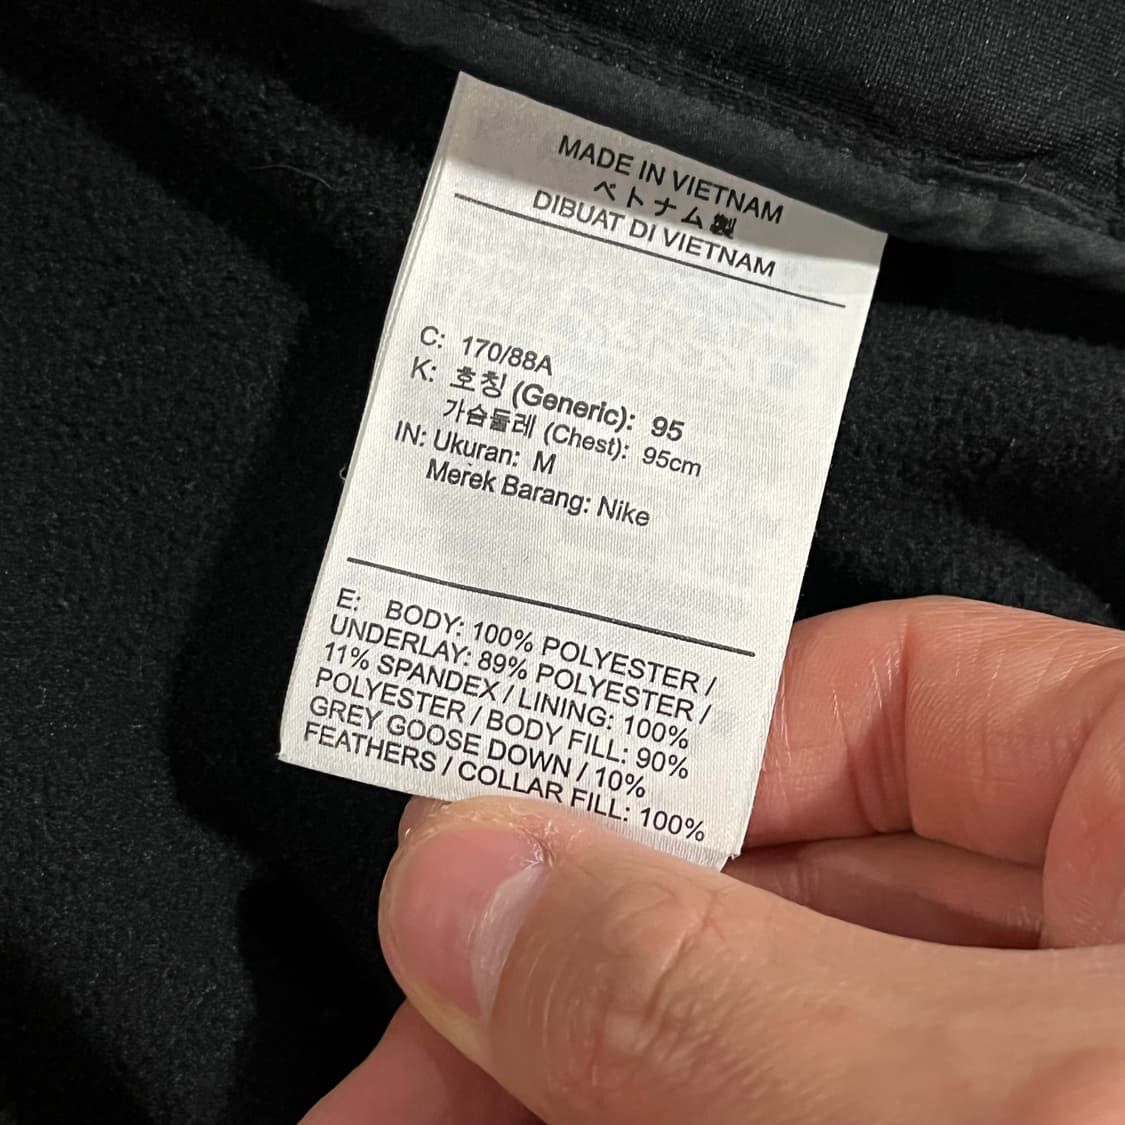 MADE IN VIETNAM
ベトナム製
DIBUAT DI VIETNAM
C: 170/88A
K: 호칭 (Generic): 95
가슴둘레 (Chest): 95cm
IN: Ukuran: M
Merek Barang: Nike
E: BODY: 100% POLYESTER /
UNDERLAY: 89% POLYESTER /
11% SPANDEX / LINING: 100%
POLYESTER / BODY FILL: 90%
GREY GOOSE DOWN / 10%
FEATHERS / COLLAR FILL: 100%